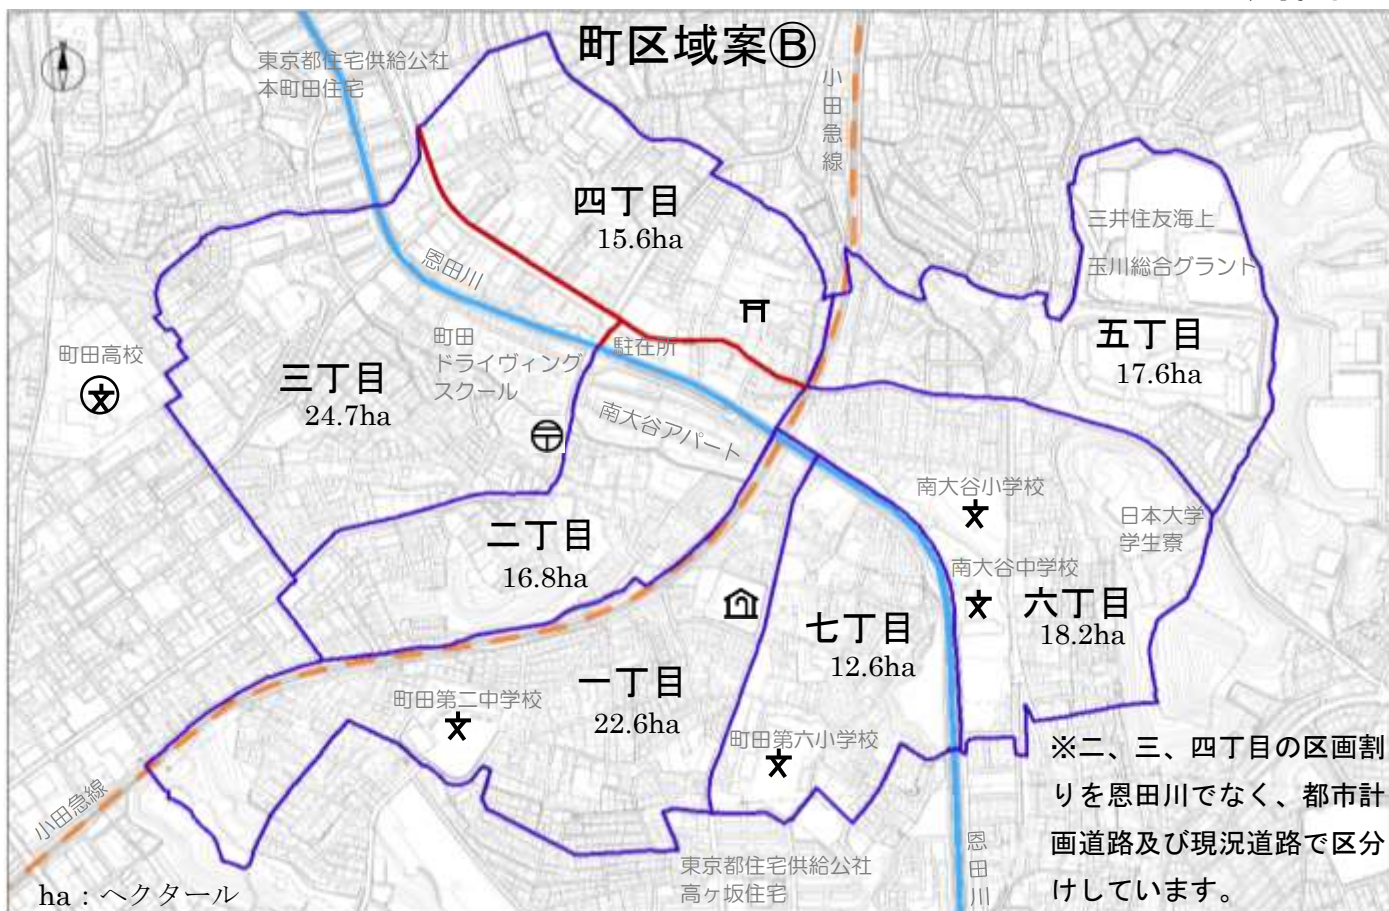 町区域案Ⓑ
東京都住宅供給公社
本町田住宅
小田急線
四丁目
15.6ha
三井住友海上
玉川総合グラント
恩田川
町田高校
文
三丁目
24.7ha
町田
ドライヴィング
スクール
駐在所
五丁目
17.6ha
南大谷アパート
二丁目
16.8ha
南大谷小学校
文
日本大学
学生寮
南大谷中学校
文
六丁目
18.2ha
七丁目
12.6ha
一丁目
22.6ha
町田第二中学校
文
町田第六小学校
文
小田急線
東京都住宅供給公社
高ヶ坂住宅
恩田川
※二、三、四丁目の区画割
りを恩田川でなく、都市計
画道路及び現況道路で区分
けしています。
ha：ヘクタール